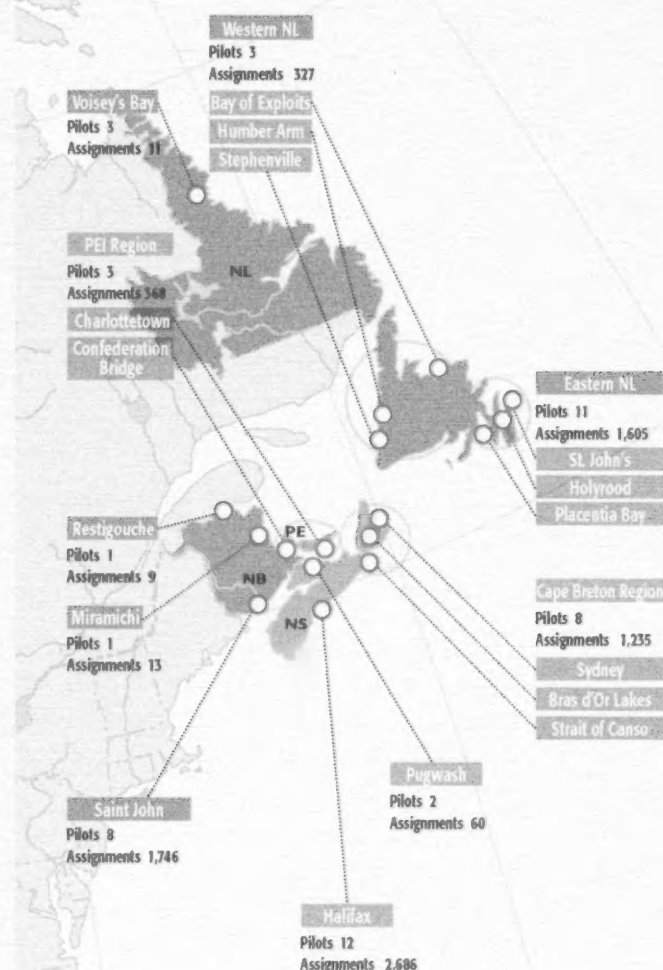 Western NL
Pilots 3
Assignments 327
Bay of Exploits
Humber Arm
Stephenville
Voisey's Bay
Pilots 3
Assignments 11
PEI Region
Pilots 3
Assignments 368
Charlottetown
Confederation
Bridge
NL
Eastern NL
Pilots 11
Assignments 1,605
St. John's
Holyrood
Placentia Bay
Restigouche
Pilots 1
Assignments 9
PE
NB
NS
Miramichi
Pilots 1
Assignments 13
Cape Breton Region
Pilots 8
Assignments 1,235
Sydney
Bras d'Or Lakes
Strait of Canso
Pugwash
Pilots 2
Assignments 60
Saint John
Pilots 8
Assignments 1,746
Halifax
Pilots 12
Assignments 2,686